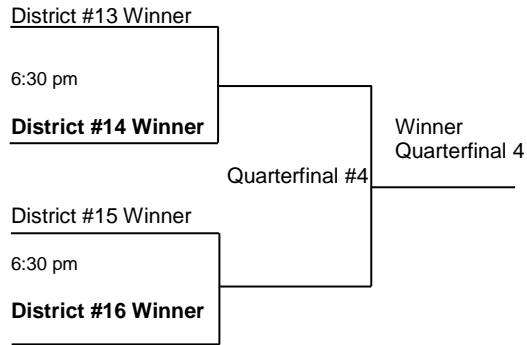 District #13 Winner
6:30 pm
District #14 Winner
Winner
Quarterfinal 4
Quarterfinal #4
District #15 Winner
6:30 pm
District #16 Winner